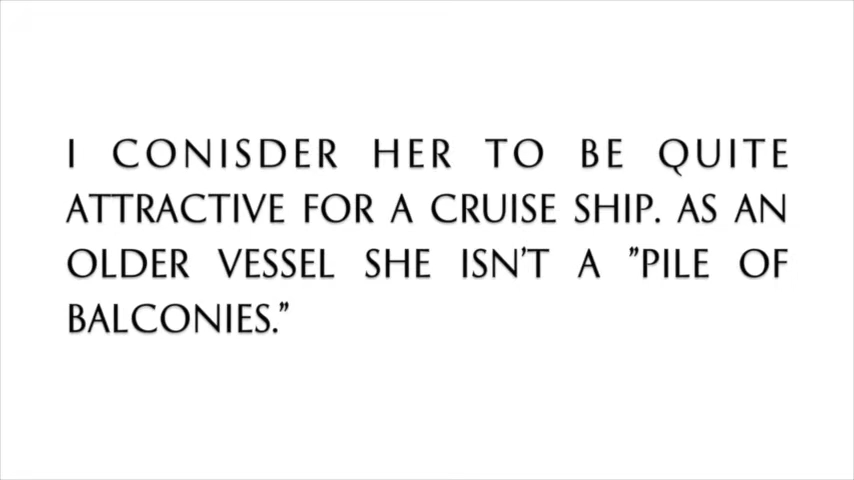 I CONISDER HER TO BE QUITE
ATTRACTIVE FOR A CRUISE SHIP. AS AN
OLDER VESSEL SHE ISN’T A ”PILE OF
BALCONIES.”